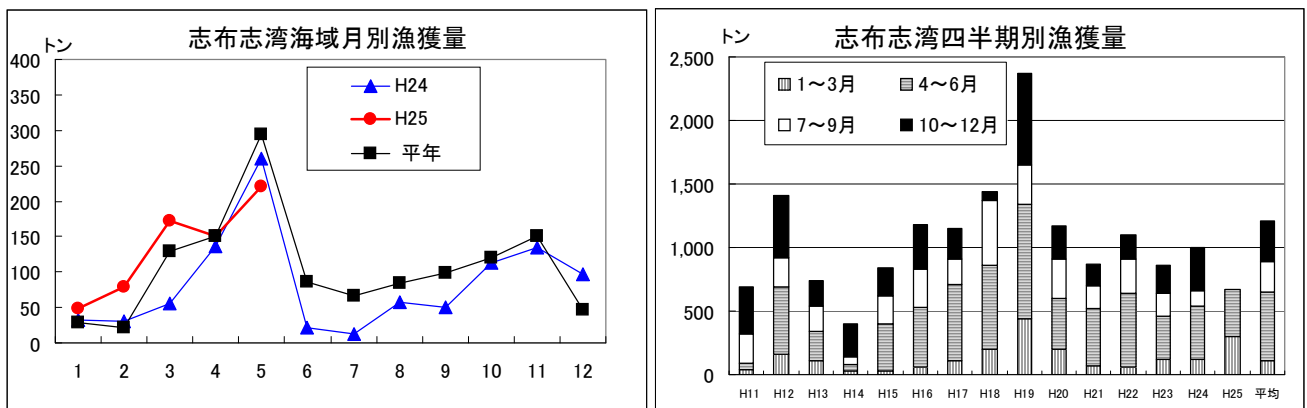 志布志湾海域月別漁獲量
トン
400
350
300
250
200
150
100
50
0
H24
H25
平年
1 2 3 4 5 6 7 8 9 10 11 12
志布志湾四半期別漁獲量
トン
2,500
2,000
1,500
1,000
500
0
1～3月 4～6月
7～9月 10～12月
H11 H12 H13 H14 H15 H16 H17 H18 H19 H20 H21 H22 H23 H24 H25 平均